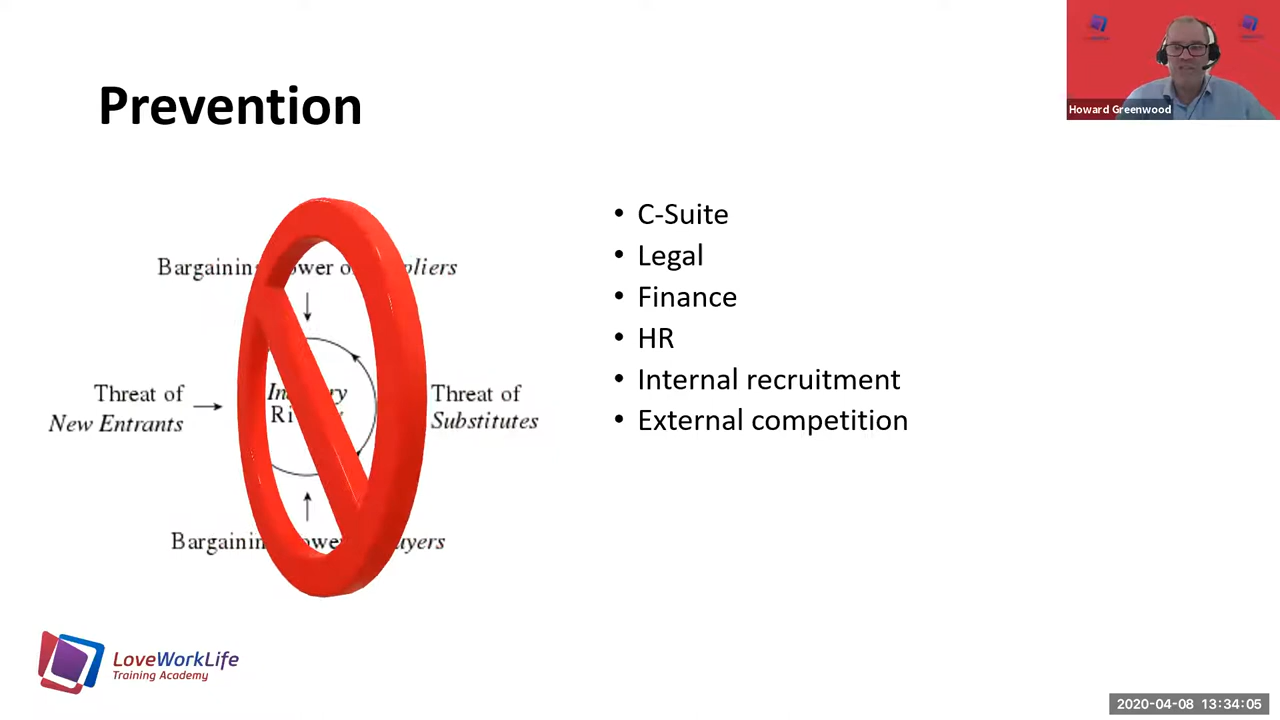 Prevention
Howard Greenwood
C-Suite
Legal
Finance
HR
Internal recruitment
External competition
Threat of
New Entrants
Threat of
Substitutes
LoveWorkLife
Training Academy
2020-04-08 13:34:05